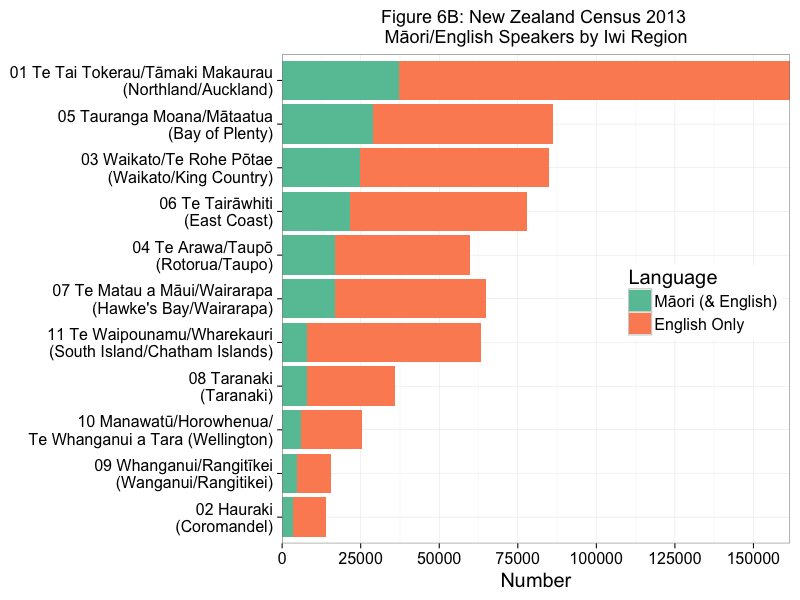 Figure 6B: New Zealand Census 2013
Māori/English Speakers by Iwi Region
01 Te Tai Tokerau/Tāmaki Makaurau
(Northland/Auckland)
05 Tauranga Moana/Mātaatua
(Bay of Plenty)
03 Waikato/Te Rohe Pōtae
(Waikato/King Country)
06 Te Tairāwhiti
(East Coast)
04 Te Arawa/Taupō
(Rotorua/Taupo)
07 Te Matau a Māui/Wairarapa
(Hawke's Bay/Wairarapa)
11 Te Waipounamu/Wharekauri
(South Island/Chatham Islands)
08 Taranaki
(Taranaki)
10 Manawatū/Horowhenua/
Te Whanganui a Tara (Wellington)
09 Whanganui/Rangitīkei
(Wanganui/Rangitikei)
02 Hauraki
(Coromandel)
Language
Māori (& English)
English Only
0 25000 50000 75000 100000 125000 150000
Number